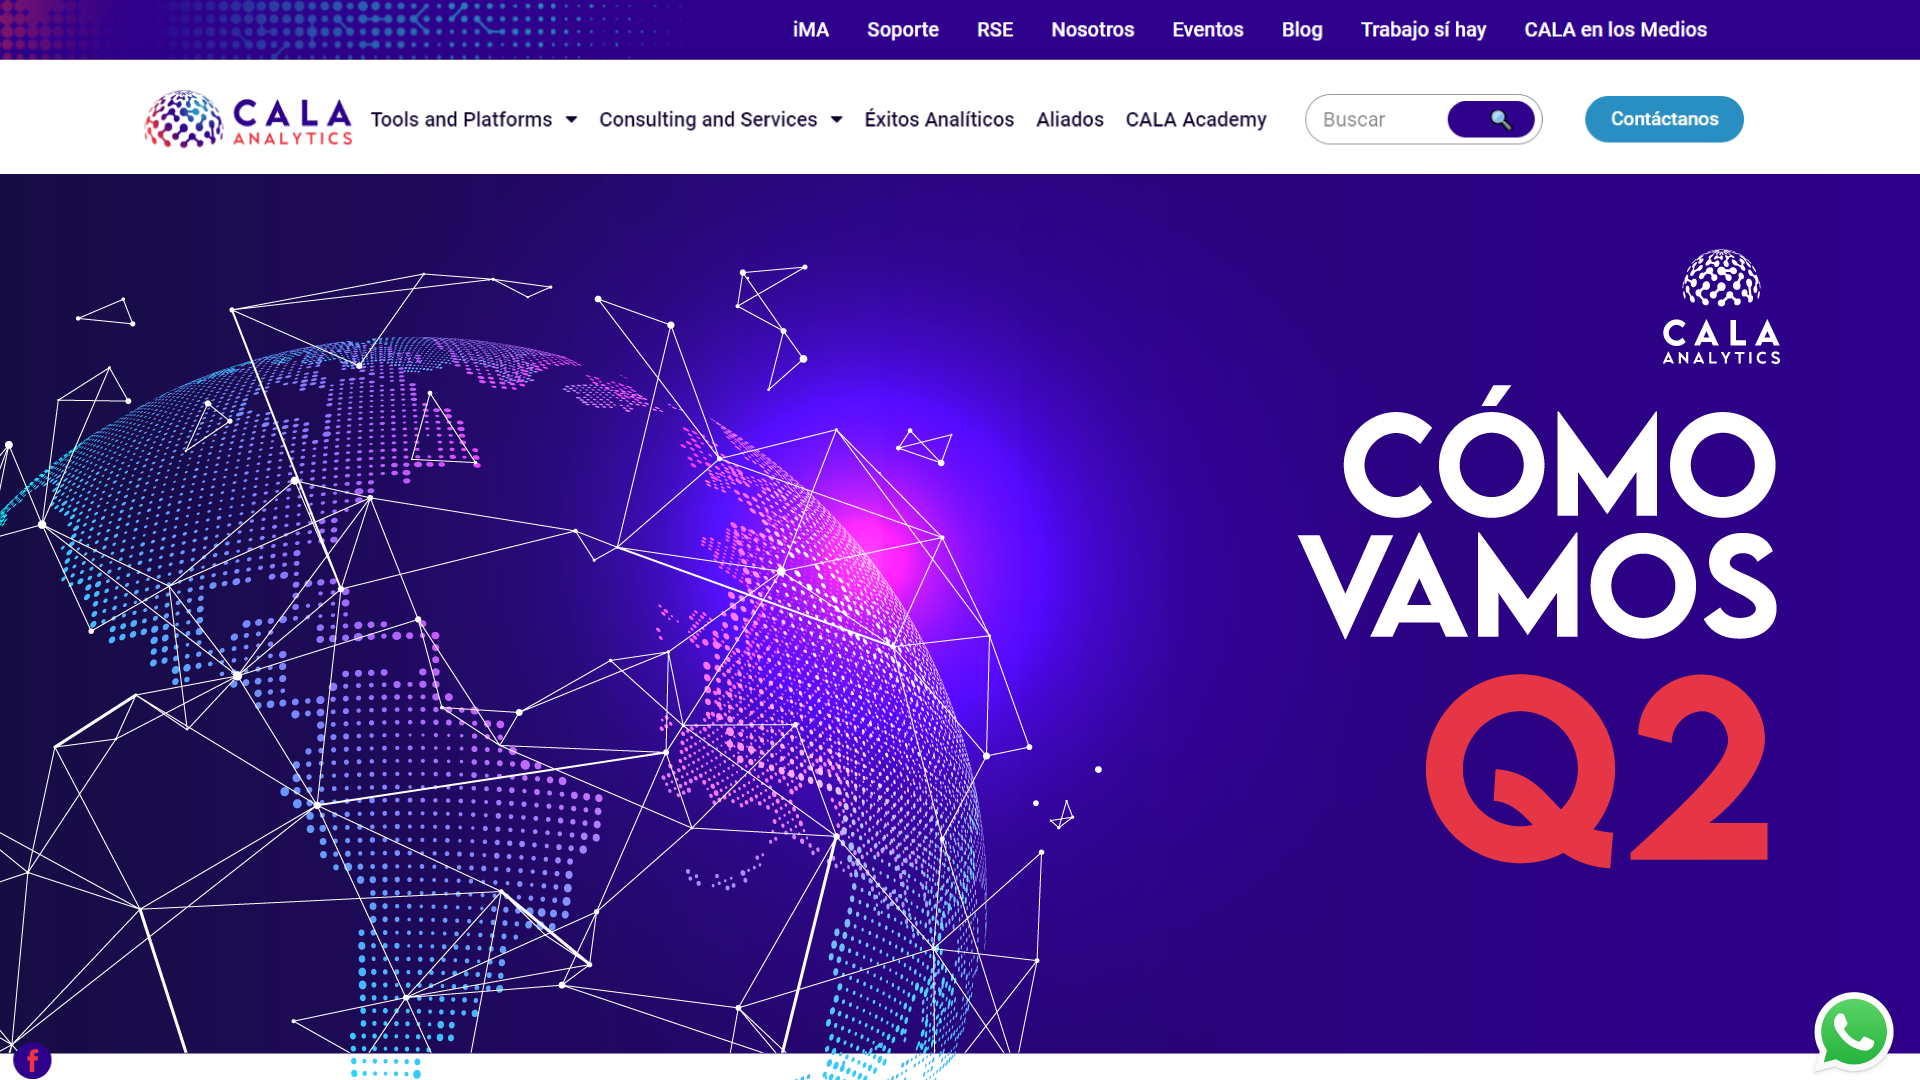 iMA Soporte RSE Nosotros Eventos Blog Trabajo sí hay CALA en los Medios
CALA
ANALYTICS
Tools and Platforms Consulting and Services Éxitos Analíticos Aliados CALA Academy Buscar Contáctanos
CALA
ANALYTICS
CÓMO
VAMOS
Q2
f